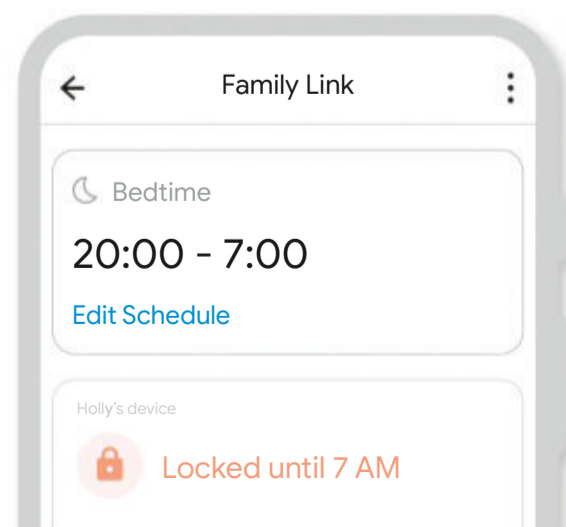 Family Link
Bedtime
20:00 - 7:00
Edit Schedule
Holly's device
Locked until 7 AM